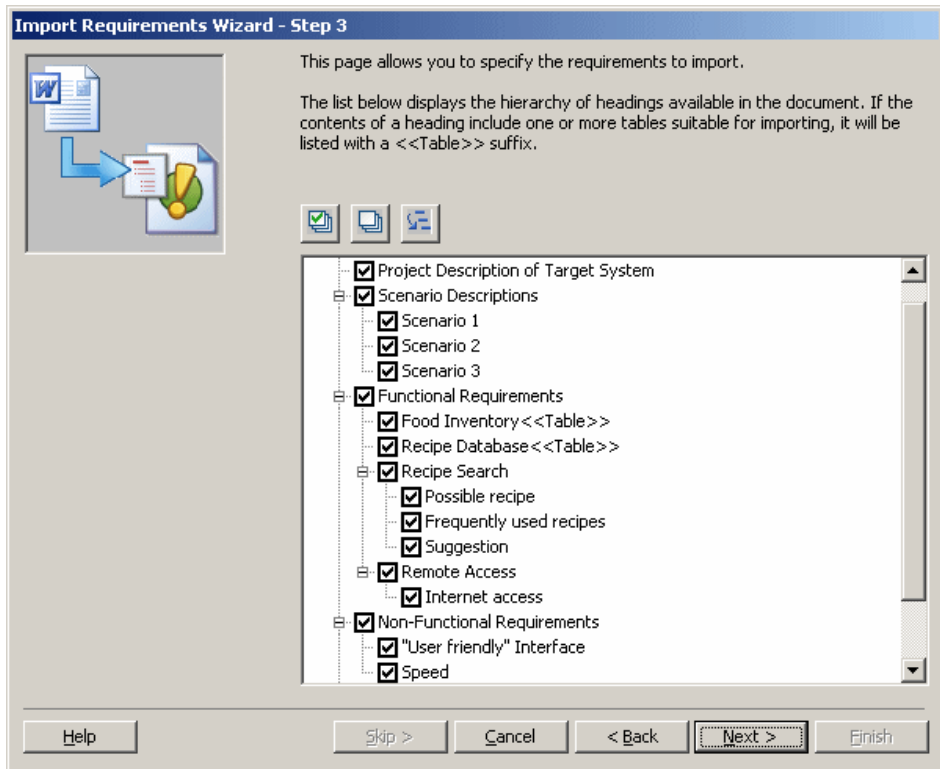 Import Requirements Wizard - Step 3
This page allows you to specify the requirements to import.
The list below displays the hierarchy of headings available in the document. If the
contents of a heading include one or more tables suitable for importing, it will be
listed with a <<Table>> suffix.
W
Project Description of Target System
Scenario Descriptions
Scenario 1
Scenario 2
Scenario 3
Functional Requirements
Food Inventory<<Table>>
Recipe Database<<Table>>
Recipe Search
Possible recipe
Frequently used recipes
Suggestion
Remote Access
Internet access
Non-Functional Requirements
"User friendly" Interface
Speed
Help Skip > Cancel < Back Next > Finish